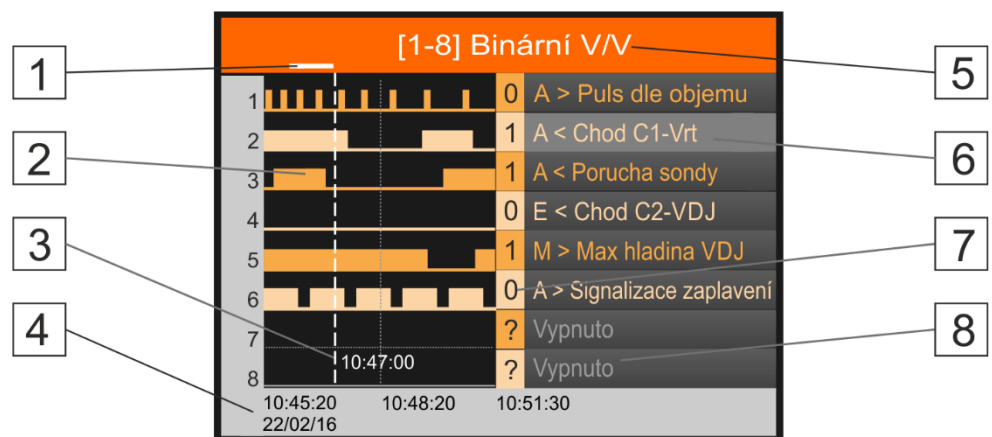 [1-8] Binární V/V
1
5
1 0 A > Puls dle objemu
2 1 A < Chod C1-Vrt
2
6
3 1 A < Porucha sondy
4 0 E < Chod C2-VDJ
3
7
5 1 M > Max hladina VDJ
6 0 A > Signalizace zaplavení
4
8
7 ? Vypnuto
10:47:00
8 ? Vypnuto
10:45:20 10:48:20 10:51:30
22/02/16